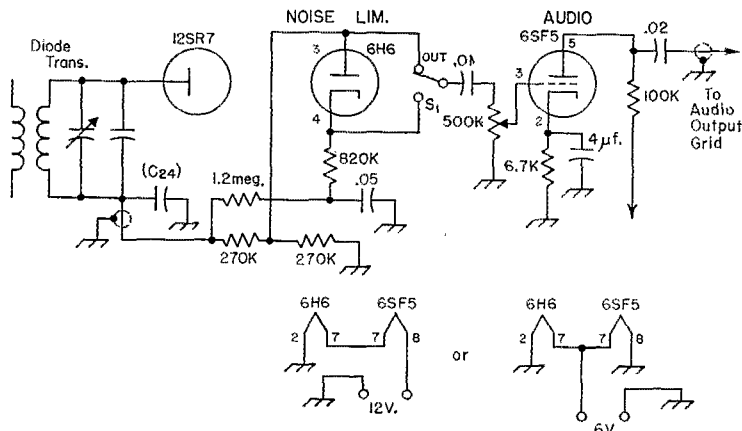 NOISE LIM.
AUDIO
Diode
Trans.
12SR7
3
6H6
OUT
.01
6SF5
5
.02
4
S1
500K
3
2
100K
To
Audio
Output
Grid
(C24)
820K
4 μf.
6.7K
1.2meg.
.05
270K
270K
6H6
6SF5
2
7
7
8
12V.
or
6H6
6SF5
2
7
7
8
6V.